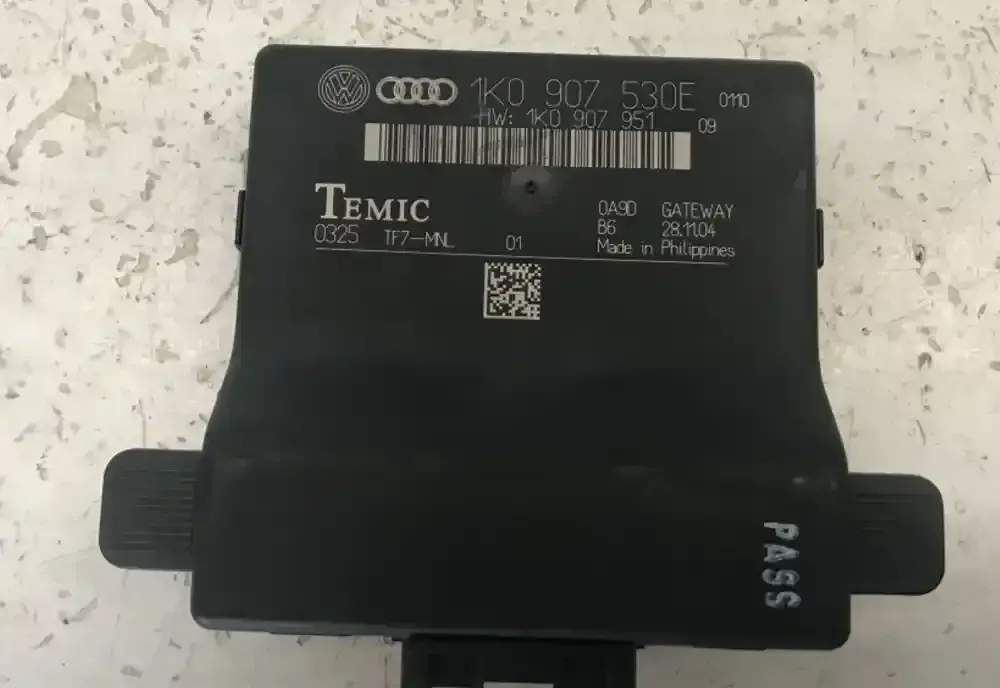 1K0 907 530E 0110
HW: 1K0 907 951 09
TEMIC
0A9D GATEWAY
B6 28.11.04
0325 TF7-MNL 01
Made in Philippines
PASS